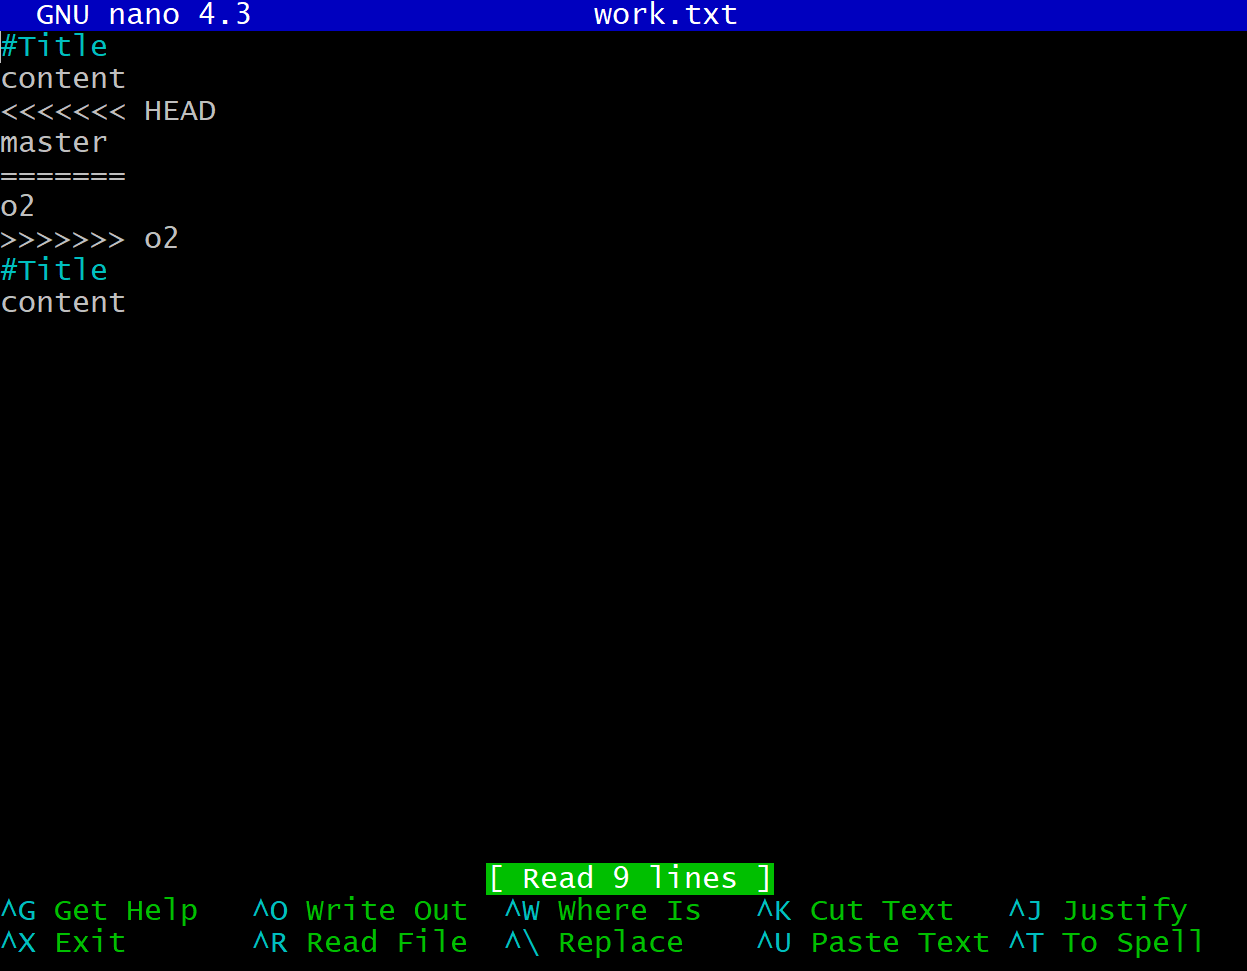 GNU nano 4.3 work.txt
#Title
content
<<<<<<< HEAD
master
=======
o2
>>>>>>> o2
#Title
content
[ Read 9 lines ]
^G Get Help ^O Write Out ^W Where Is ^K Cut Text ^J Justify
^X Exit ^R Read File ^\ Replace ^U Paste Text ^T To Spell